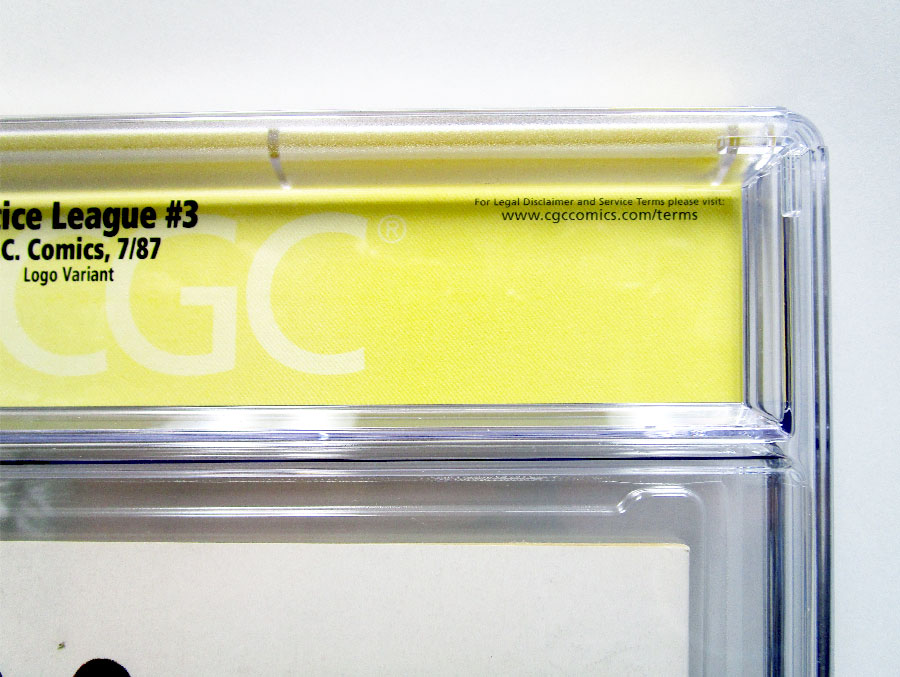 tice League #3
C. Comics, 7/87
Logo Variant
For Legal Disclaimer and Service Terms please visit:
www.cgccomics.com/terms
CGC®